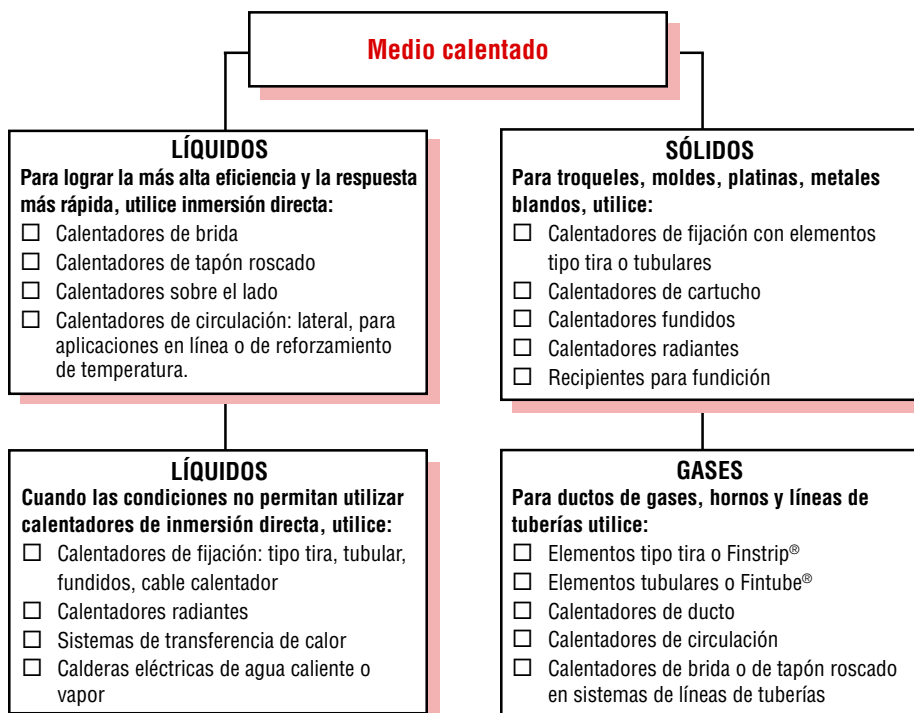 Medio calentado
LÍQUIDOS
Para lograr la más alta eficiencia y la respuesta
más rápida, utilice inmersión directa:
☐ Calentadores de brida
☐ Calentadores de tapón roscado
☐ Calentadores sobre el lado
☐ Calentadores de circulación: lateral, para
aplicaciones en línea o de reforzamiento
de temperatura.
SÓLIDOS
Para troqueles, moldes, platinas, metales
blandos, utilice:
☐ Calentadores de fijación con elementos
tipo tira o tubulares
☐ Calentadores de cartucho
☐ Calentadores fundidos
☐ Calentadores radiantes
☐ Recipientes para fundición
LÍQUIDOS
Cuando las condiciones no permitan utilizar
calentadores de inmersión directa, utilice:
☐ Calentadores de fijación: tipo tira, tubular,
fundidos, cable calentador
☐ Calentadores radiantes
☐ Sistemas de transferencia de calor
☐ Calderas eléctricas de agua caliente o
vapor
GASES
Para ductos de gases, hornos y líneas de
tuberías utilice:
☐ Elementos tipo tira o Finstrip®
☐ Elementos tubulares o Fintube®
☐ Calentadores de ducto
☐ Calentadores de circulación
☐ Calentadores de brida o de tapón roscado
en sistemas de líneas de tuberías